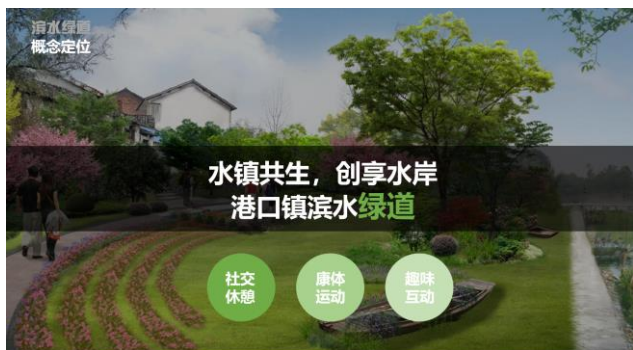 滨水绿道
概念定位
水镇共生，创享水岸
港口镇滨水绿道
社交
休憩
康体
运动
趣味
互动